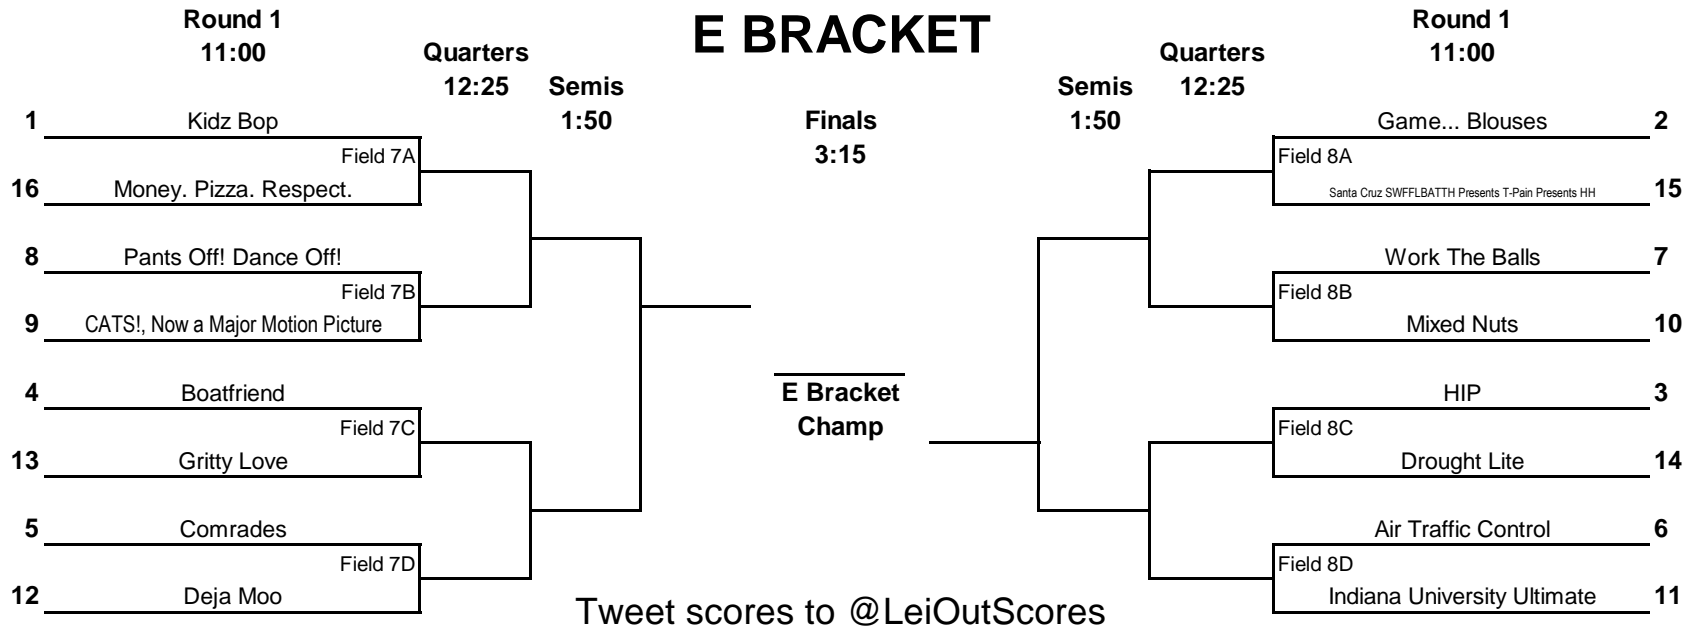 E BRACKET
Round 1
11:00
Quarters
12:25
Semis
1:50
Finals
3:15
Semis
1:50
Quarters
12:25
Round 1
11:00
1 Kidz Bop
Field 7A
16 Money. Pizza. Respect.
8 Pants Off! Dance Off!
Field 7B
9 CATS!, Now a Major Motion Picture
4 Boatfriend
Field 7C
13 Gritty Love
5 Comrades
Field 7D
12 Deja Moo
E Bracket
Champ
Game... Blouses 2
Field 8A
Santa Cruz SWFFLBATTH Presents T-Pain Presents HH 15
Work The Balls 7
Field 8B
Mixed Nuts 10
HIP 3
Field 8C
Drought Lite 14
Air Traffic Control 6
Field 8D
Indiana University Ultimate 11
Tweet scores to @LeiOutScores